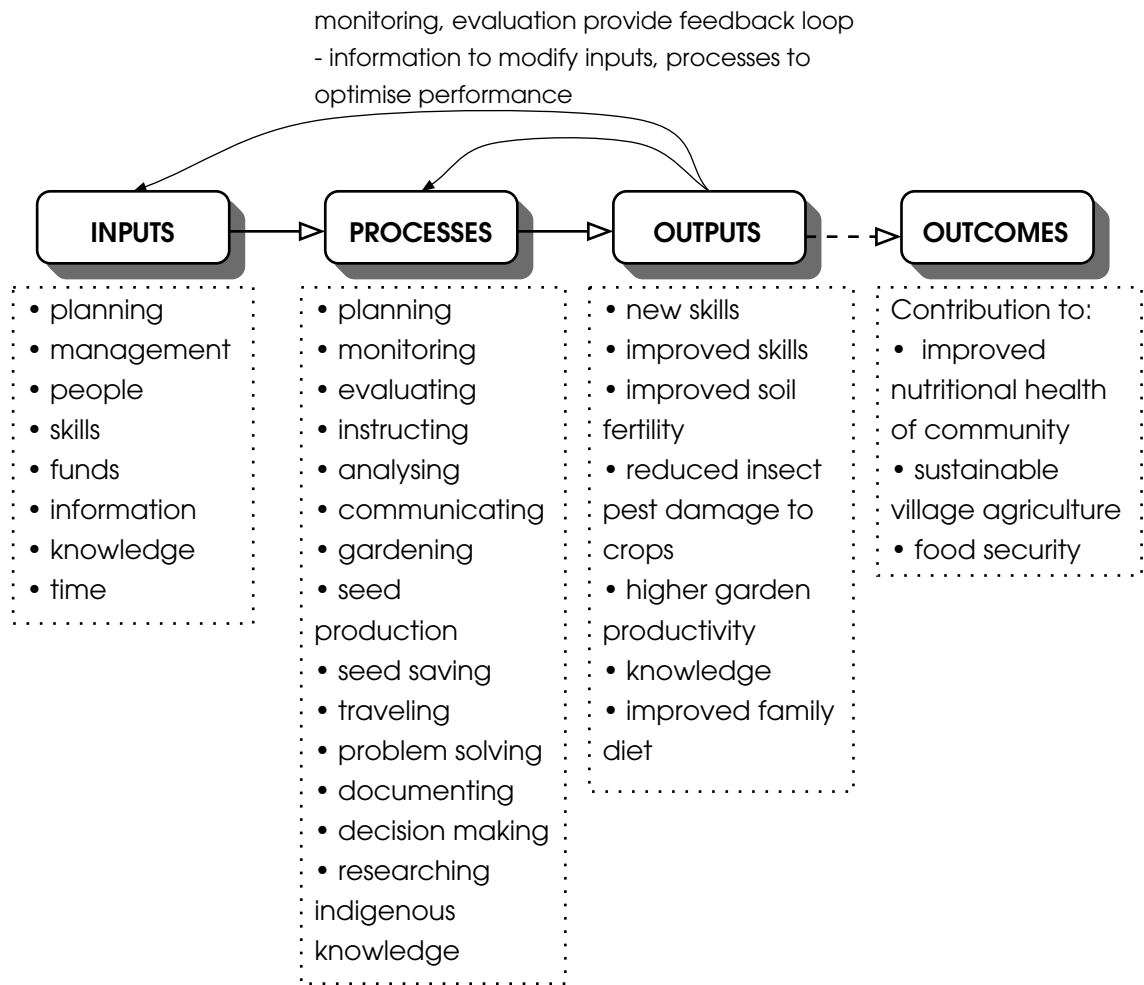 monitoring, evaluation provide feedback loop
- information to modify inputs, processes to
optimise performance
INPUTS
PROCESSES
OUTPUTS
OUTCOMES
• planning
• management
• people
• skills
• funds
• information
• knowledge
• time
• planning
• monitoring
• evaluating
• instructing
• analysing
• communicating
• gardening
• seed
production
• seed saving
• traveling
• problem solving
• documenting
• decision making
• researching
indigenous
knowledge
• new skills
• improved skills
• improved soil
fertility
• reduced insect
pest damage to
crops
• higher garden
productivity
• knowledge
• improved family
diet
Contribution to:
• improved
nutritional health
of community
• sustainable
village agriculture
• food security